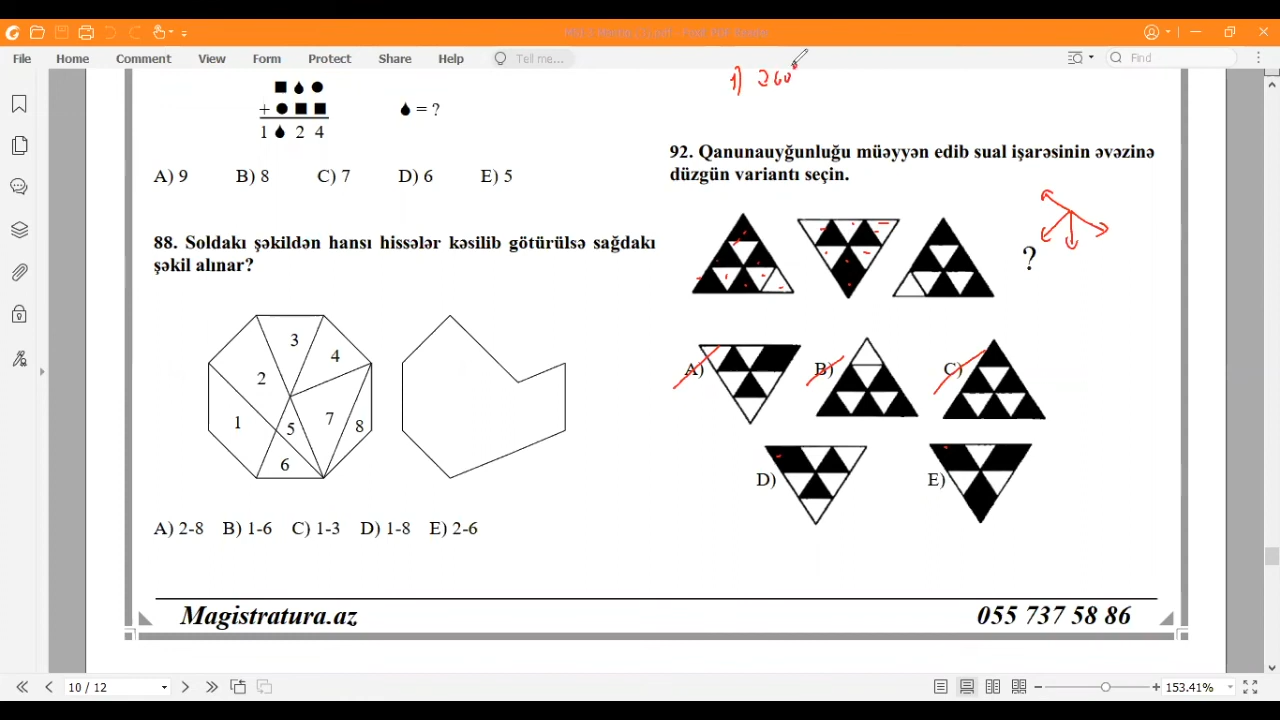 File Home Comment View Form Protect Share Help Tell me... Find
1) 260°
+
1 2 4
= ?
A) 9 B) 8 C) 7 D) 6 E) 5
88. Soldakı şəkildən hansı hissələr kəsilib götürülsə sağdakı
şəkil alınar?
3
4
2
1
7
8
5
6
A) 2-8 B) 1-6 C) 1-3 D) 1-8 E) 2-6
92. Qanunauyğunluğu müəyyən edib sual işarəsinin əvəzinə
düzgün variantı seçin.
?
A) B) C)
D) E)
Magistratura.az 055 737 58 86
10 / 12 153.41%